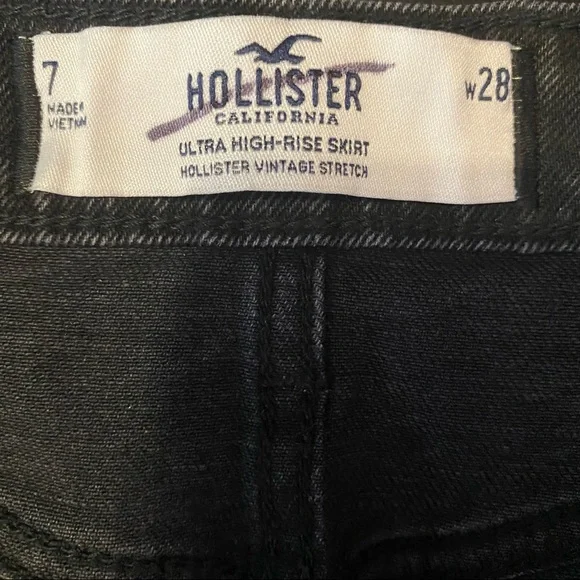 7
MADE
VIETNAM
HOLLISTER
CALIFORNIA
ULTRA HIGH-RISE SKIRT
HOLLISTER VINTAGE STRETCH
W28